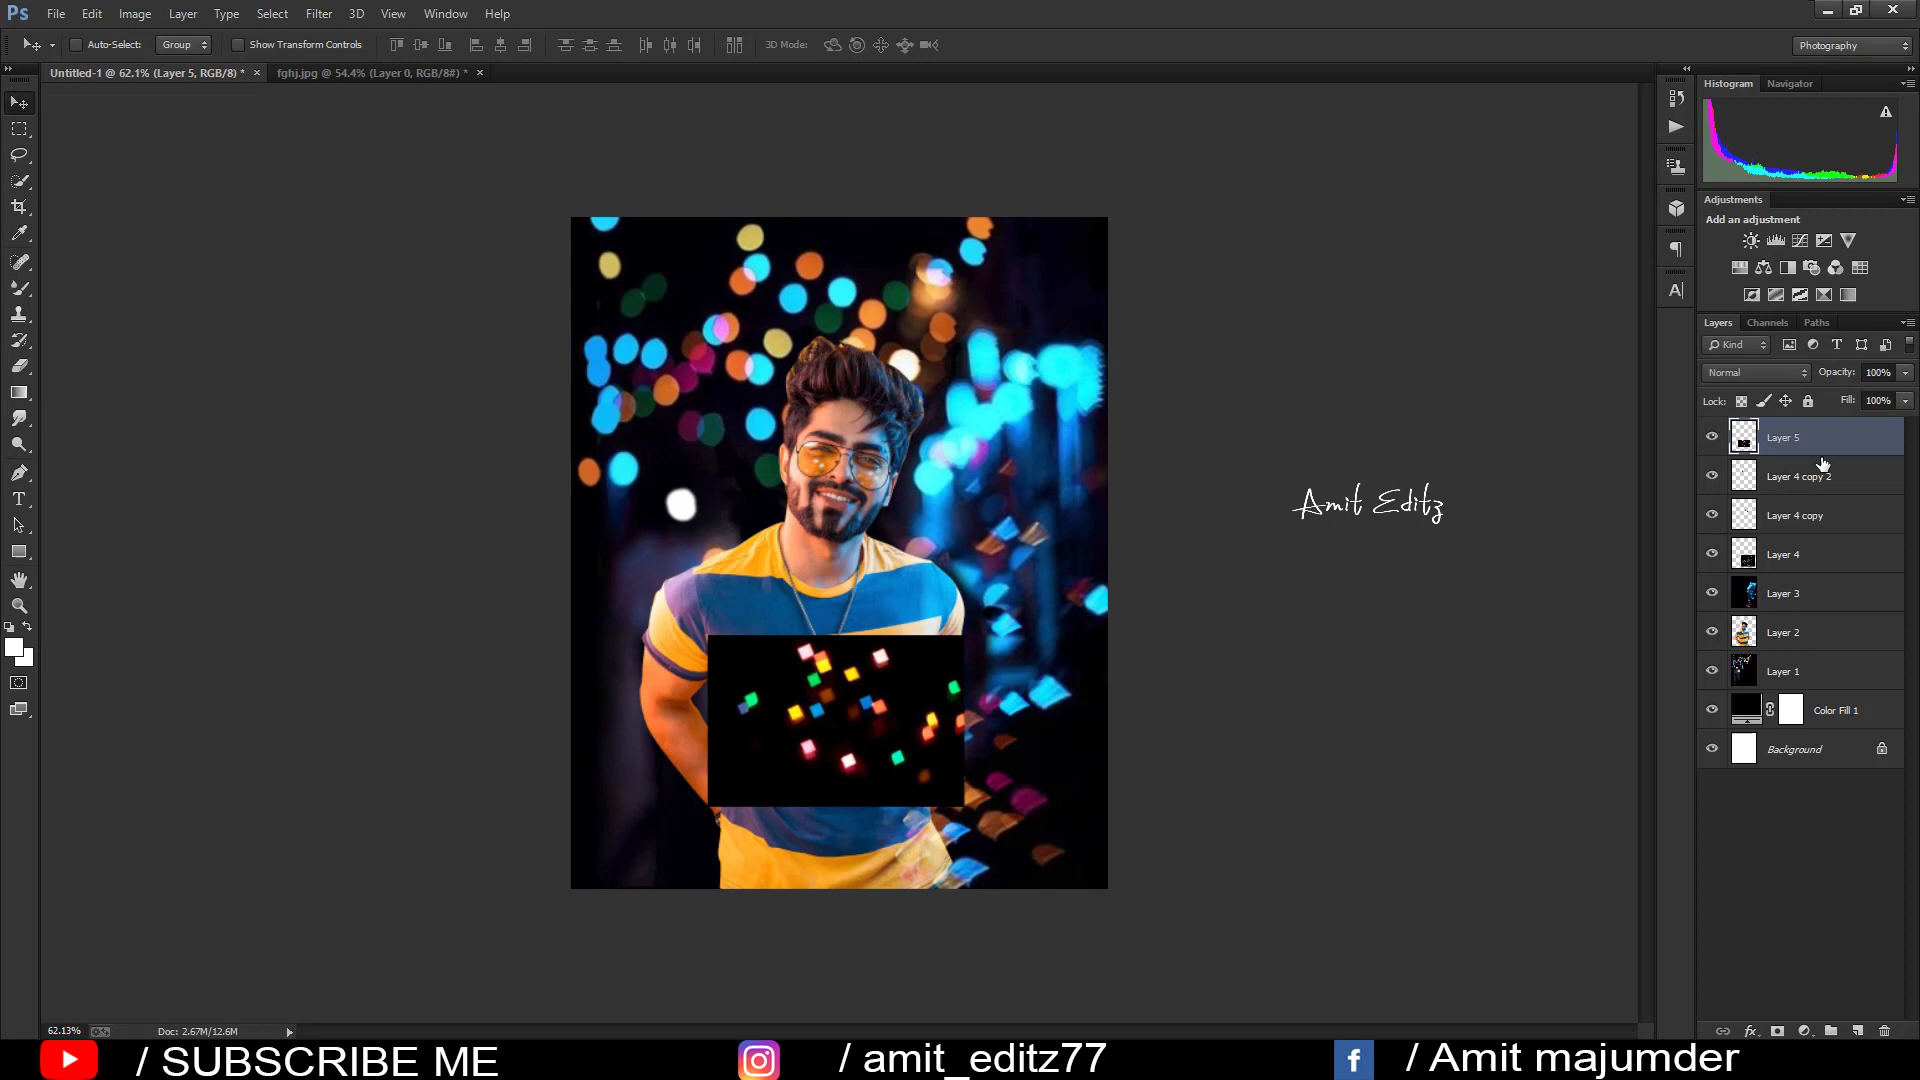 Ps File Edit Image Layer Type Select Filter 3D View Window Help
Auto-Select: Group Show Transform Controls 3D Mode: Photography
Untitled-1 @ 62.1% (Layer 5, RGB/8) * × fghj.jpg @ 54.4% (Layer 0, RGB/8#) * ×
Histogram Navigator
Adjustments
Add an adjustment
Layers Channels Paths
Kind
Normal Opacity: 100%
Lock: Fill: 100%
Layer 5
Layer 4 copy 2
Layer 4 copy
Layer 4
Layer 3
Layer 2
Layer 1
Color Fill 1
Background
Amit Editz
62.13% Doc: 2.67M/12.6M
/ SUBSCRIBE ME / amit_editz77 / Amit majumder